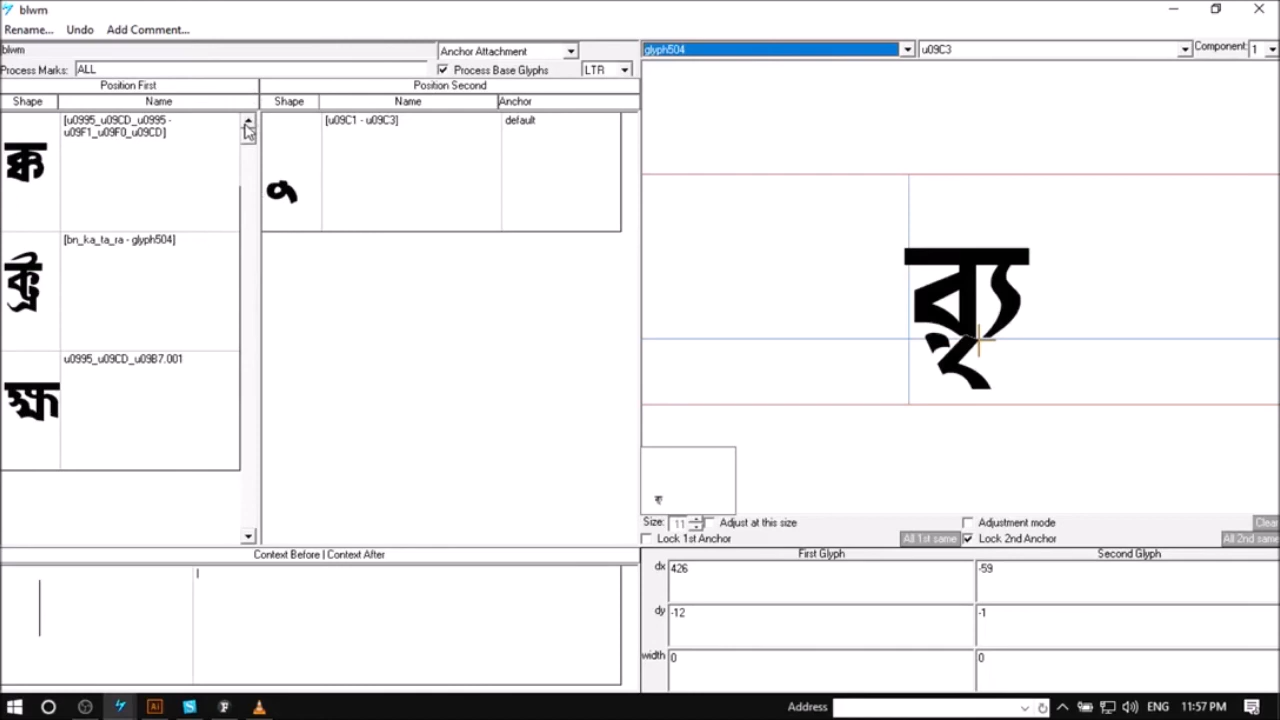 blwm
Rename... Undo Add Comment...
blwm Anchor Attachment glyph504 u09C3 Component: 1
Process Marks: ALL Process Base Glyphs LTR
Position First Position Second
Shape Name Shape Name Anchor
[u0995_u09CD_u0995 - u09F1_u09F0_u09CD] [u09C1 - u09C3] default
[bn_ka_ta_ra - glyph504]
u0995_u09CD_u09B7.001
ক্ষ
ব্যৃ
Size: 11 Adjust at this size Adjustment mode Clear
Lock 1st Anchor All 1st same Lock 2nd Anchor All 2nd same
Context Before | Context After First Glyph Second Glyph
dx 426 -59
dy -12 -1
width 0 0
Address ENG 11:57 PM